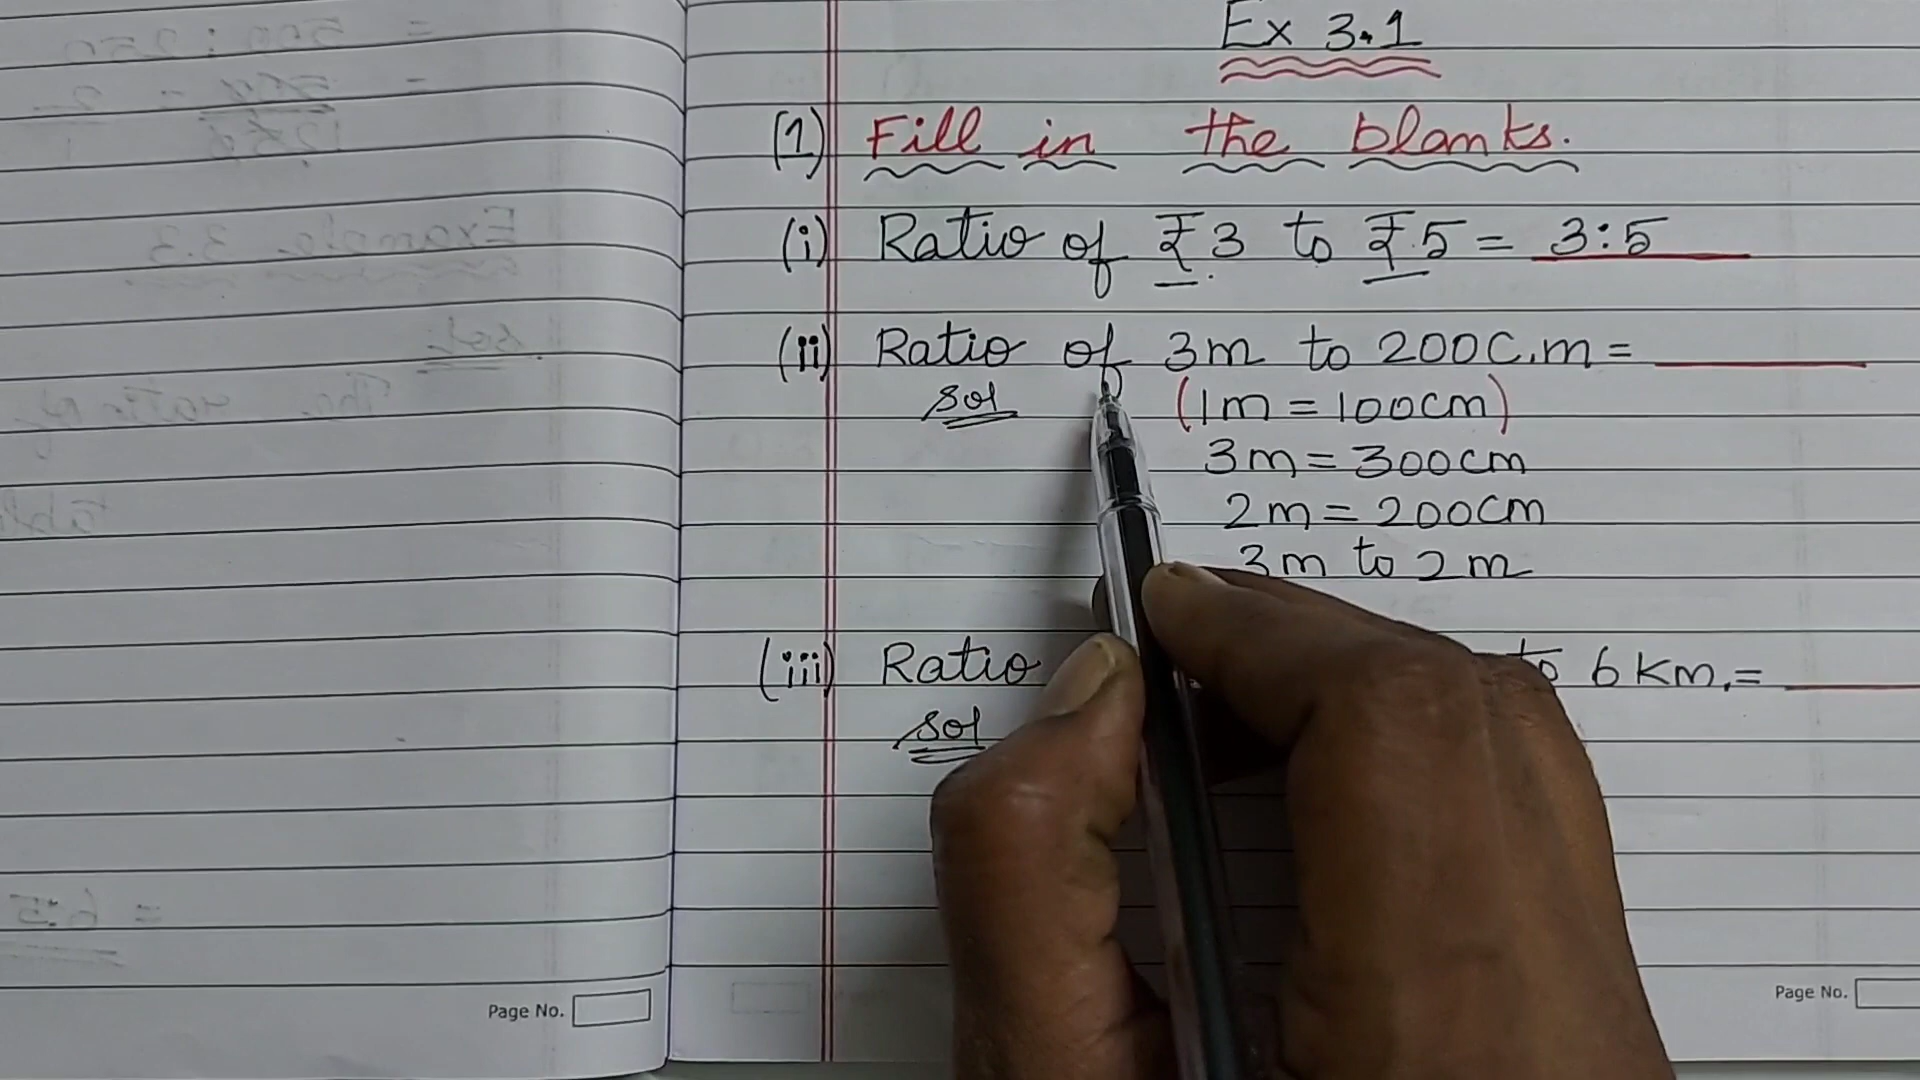 Ex 3.1
(1) Fill in the blanks.
(i) Ratio of ₹3 to ₹5 = 3:5
(ii) Ratio of 3m to 200C.m =
sol (1m = 100cm)
3m = 300cm
2m = 200cm
3m to 2m
(iii) Ratio to 6 Km. =
sol
Page No.
Page No.